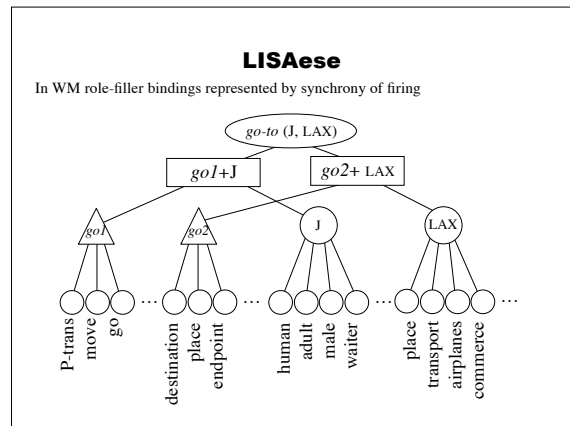 LISAese
In WM role-filler bindings represented by synchrony of firing
go-to (J, LAX)
go1+J
go2+ LAX
go1
go2
J
LAX
... ... ... ...
P-trans
move
go
destination
place
endpoint
human
adult
male
waiter
place
transport
airplanes
commerce